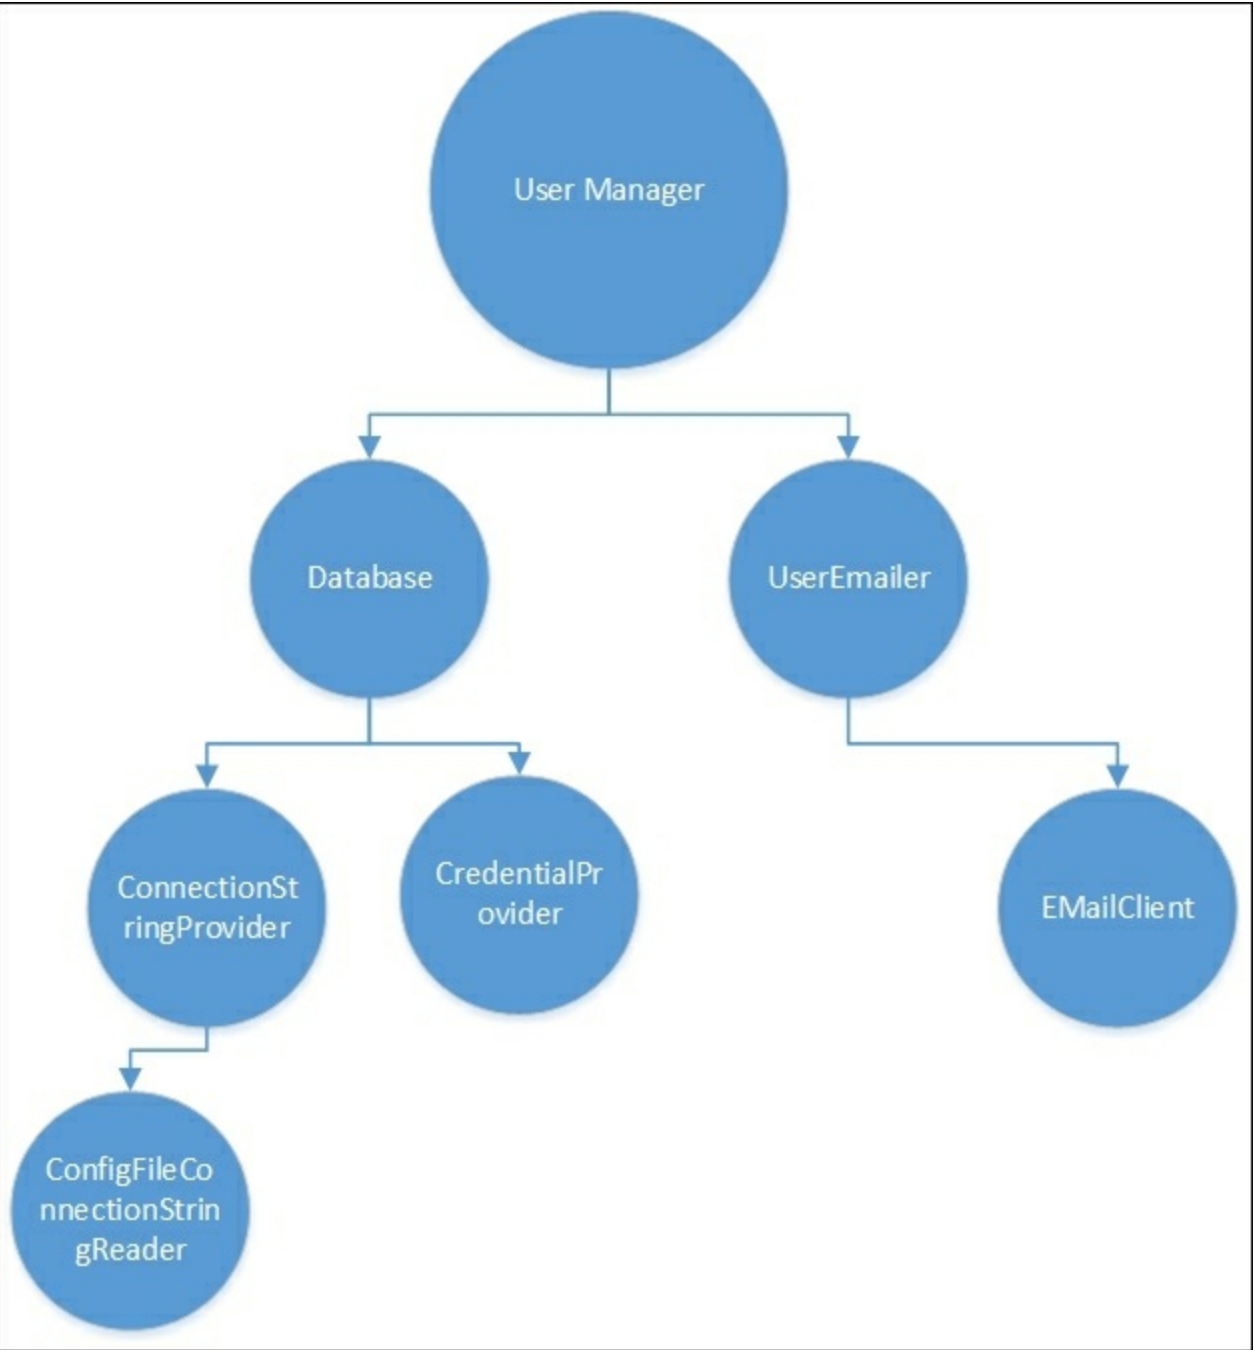 User Manager
Database
UserEmailer
ConnectionSt
ringProvider
CredentialPr
ovider
EMailClient
ConfigFileCo
nnectionStrin
gReader